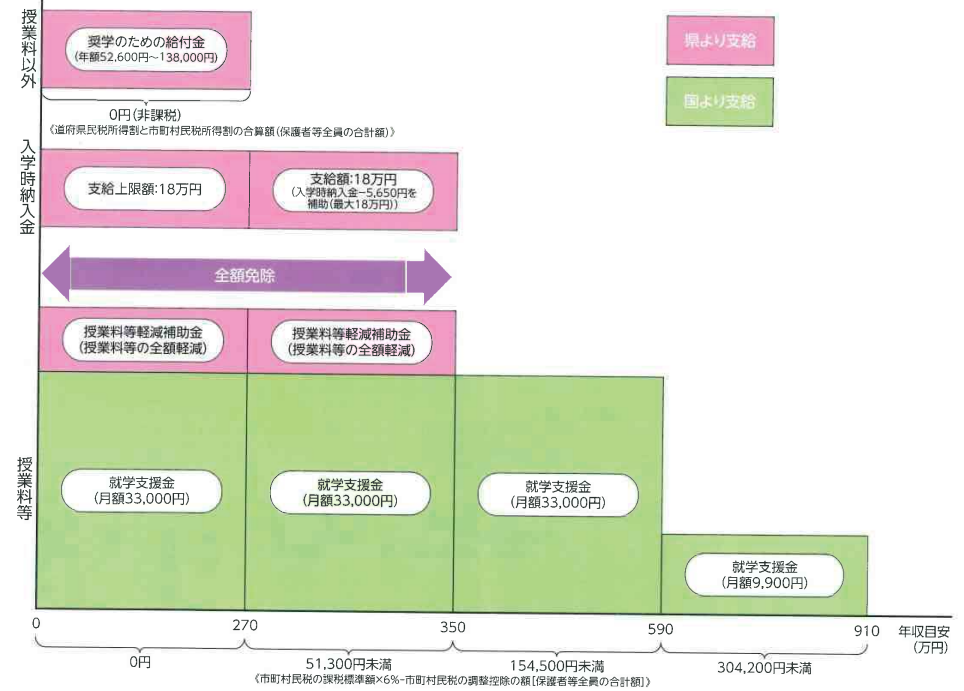 授業料以外
奨学のための給付金
(年額52,600円～138,000円)
0円(非課税)
《道府県民税所得割と市町村民税所得割の合算額(保護者等全員の合計額)》
県より支給
国より支給
入学時納入金
支給上限額:18万円
支給額:18万円
(入学時納入金−5,650円を
補助(最大18万円))
全額免除
授業料等軽減補助金
(授業料等の全額軽減)
授業料等軽減補助金
(授業料等の全額軽減)
授業料等
就学支援金
(月額33,000円)
就学支援金
(月額33,000円)
就学支援金
(月額33,000円)
就学支援金
(月額9,900円)
0
270
350
590
910
年収目安
(万円)
0円
51,300円未満
154,500円未満
304,200円未満
《市町村民税の課税標準額×6%-市町村民税の調整控除の額[保護者等全員の合計額]》